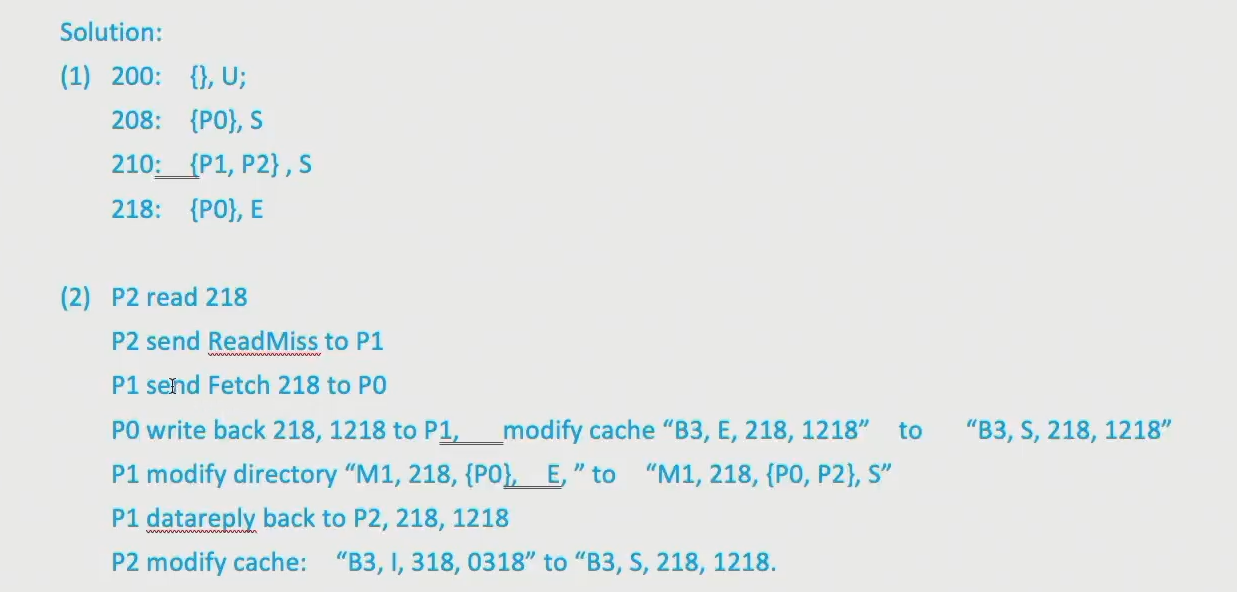 Solution:
(1) 200: {}, U;
208: {P0}, S
210: {P1, P2} , S
218: {P0}, E
(2) P2 read 218
P2 send ReadMiss to P1
P1 send Fetch 218 to P0
P0 write back 218, 1218 to P1, modify cache “B3, E, 218, 1218” to “B3, S, 218, 1218”
P1 modify directory “M1, 218, {P0}, E, ” to “M1, 218, {P0, P2}, S”
P1 datareply back to P2, 218, 1218
P2 modify cache: “B3, I, 318, 0318” to “B3, S, 218, 1218.